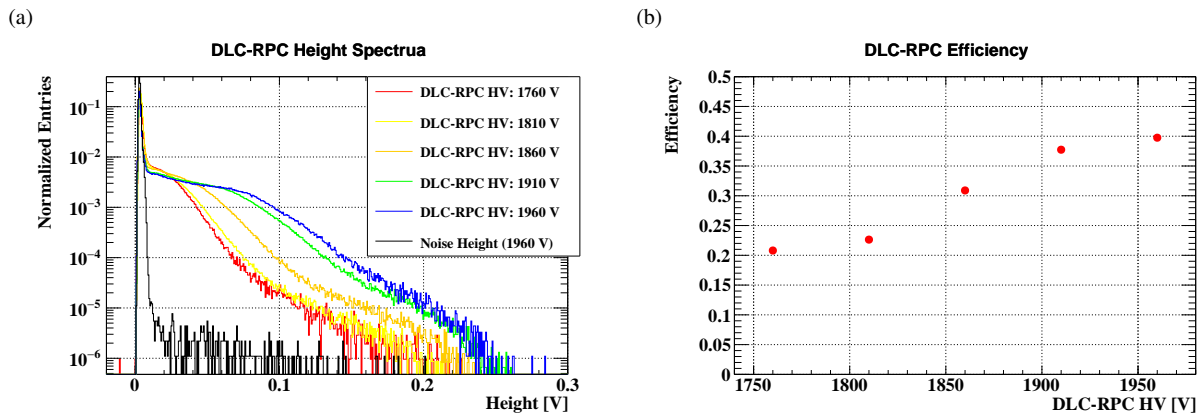 (a)
DLC-RPC Height Spectrua
Normalized Entries
10⁻¹
10⁻²
10⁻³
10⁻⁴
10⁻⁵
10⁻⁶
0 0.1 0.2 0.3
Height [V]
DLC-RPC HV: 1760 V
DLC-RPC HV: 1810 V
DLC-RPC HV: 1860 V
DLC-RPC HV: 1910 V
DLC-RPC HV: 1960 V
Noise Height (1960 V)
(b)
DLC-RPC Efficiency
Efficiency
0.5
0.45
0.4
0.35
0.3
0.25
0.2
0.15
0.1
0.05
0
1750 1800 1850 1900 1950
DLC-RPC HV [V]